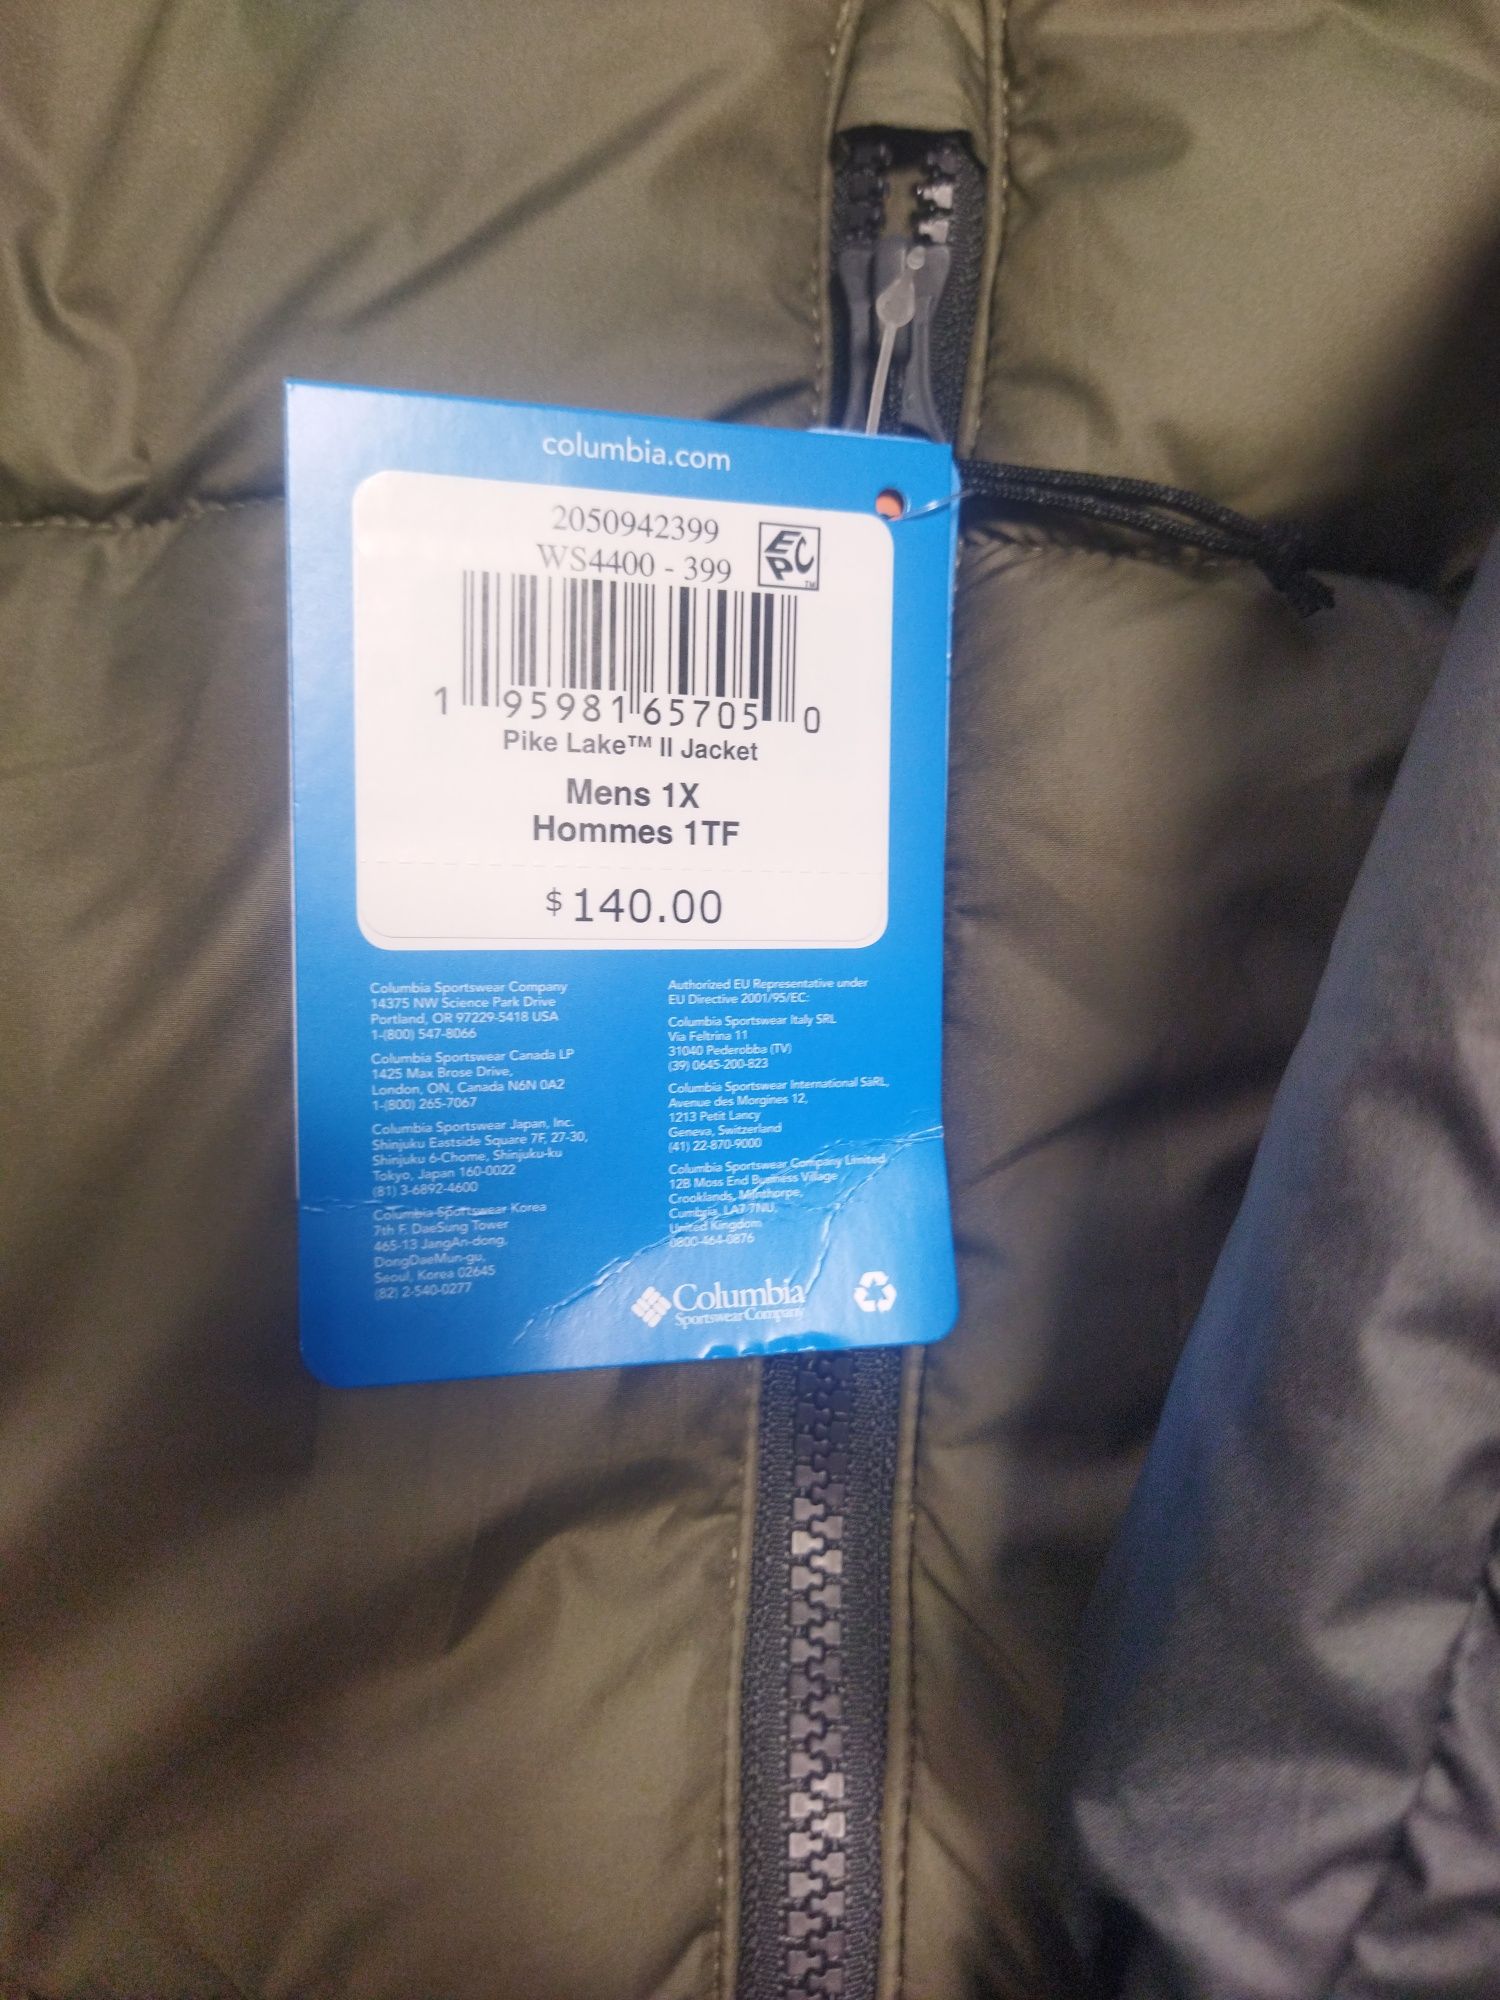 columbia.com
2050942399
WS4400 - 399
EPC™
1 95981 65705 0
Pike Lake™ II Jacket
Mens 1X
Hommes 1TF
$ 140.00
Columbia Sportswear Company
14375 NW Science Park Drive
Portland, OR 97229-5418 USA
1-(800) 547-8066
Columbia Sportswear Canada LP
1425 Max Brose Drive,
London, ON, Canada N6N 0A2
1-(800) 265-7067
Columbia Sportswear Japan, Inc.
Shinjuku Eastside Square 7F, 27-30,
Shinjuku 6-Chome, Shinjuku-ku
Tokyo, Japan 160-0022
(81) 3-6892-4600
Columbia Sportswear Korea
7th F. DaeSung Tower
465-13 JangAn-dong,
DongDaeMun-gu,
Seoul, Korea 02645
(82) 2-540-0277
Authorized EU Representative under
EU Directive 2001/95/EC:
Columbia Sportswear Italy SRL
Via Feltrina 11
31040 Pederobba (TV)
(39) 0645-200-823
Columbia Sportswear International SàRL,
Avenue des Morgines 12,
1213 Petit Lancy
Geneva, Switzerland
(41) 22-870-9000
Columbia Sportswear Company Limited
12B Moss End Business Village
Crooklands, Milnthorpe,
Cumbria, LA7 7NU,
United Kingdom
0800-464-0876
Columbia
Sportswear Company